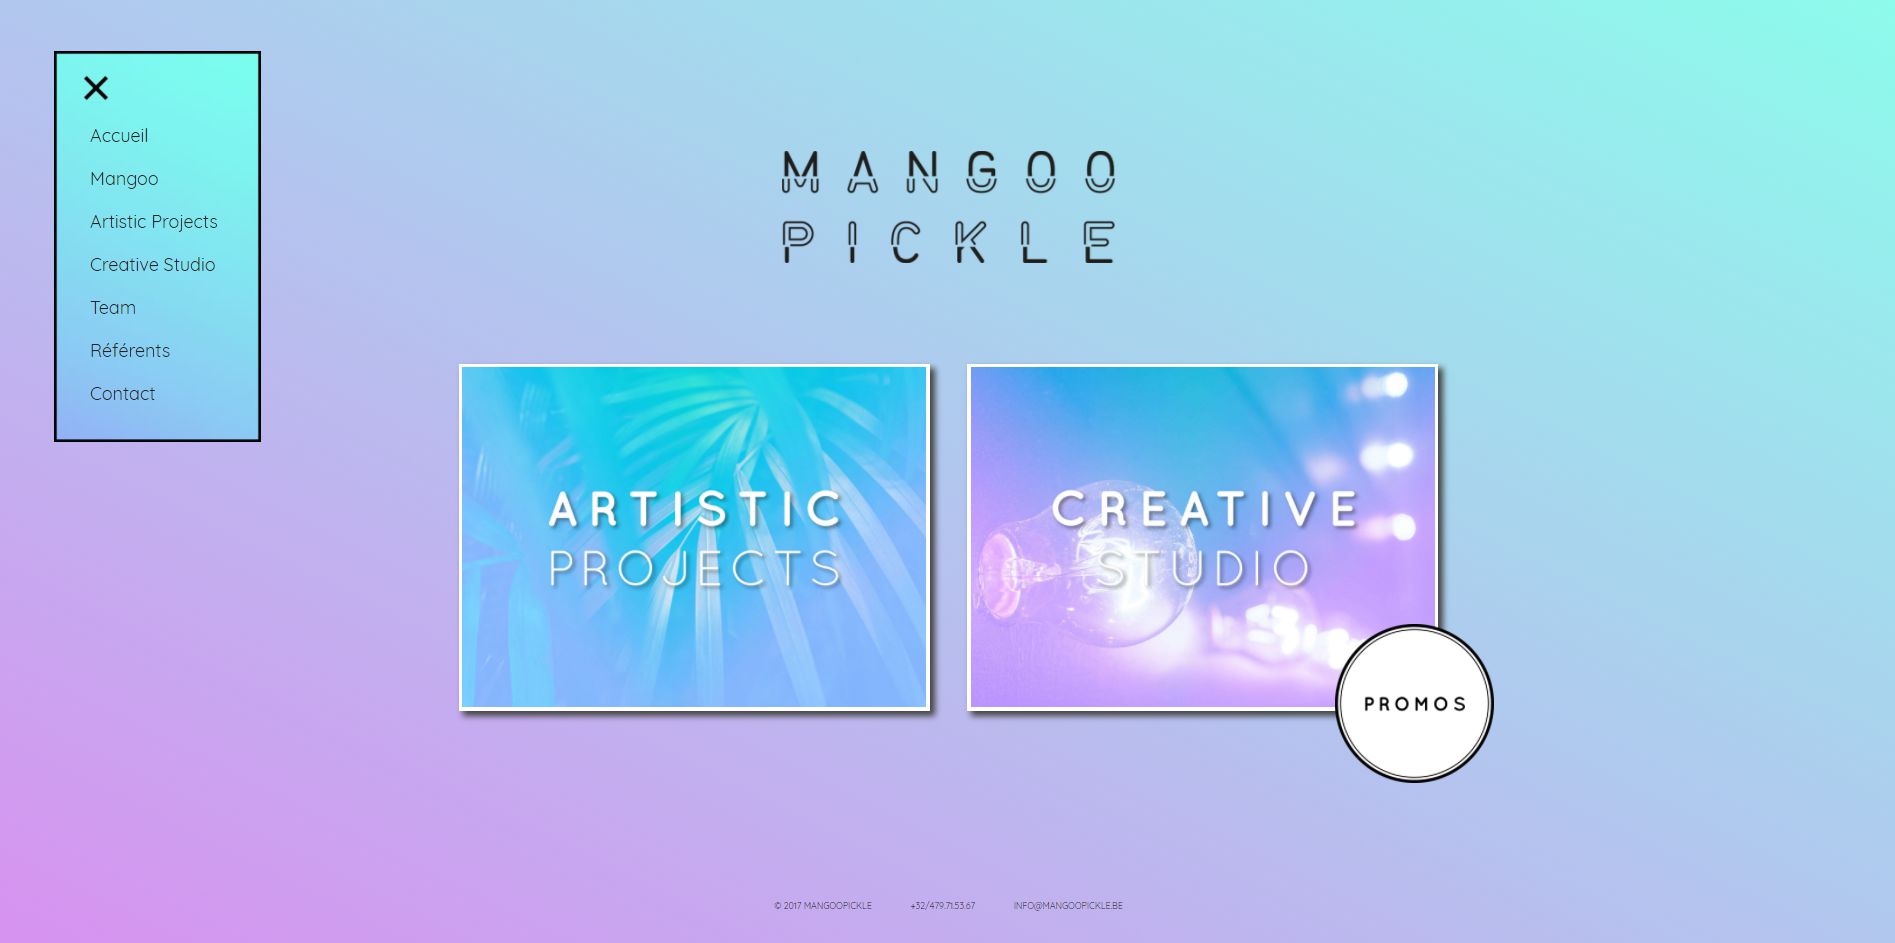 Accueil
Mangoo
Artistic Projects
Creative Studio
Team
Référents
Contact
MANGOO
PICKLE
ARTISTIC
PROJECTS
CREATIVE
STUDIO
PROMOS
© 2017 MANGOOPICKLE +32/479.71.53.67 INFO@MANGOOPICKLE.BE